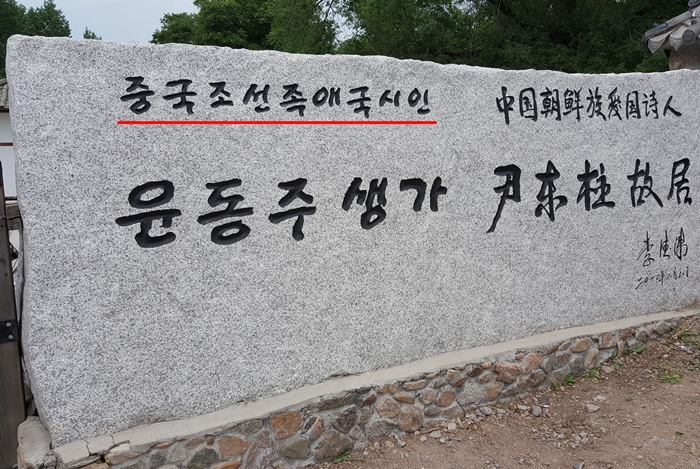 중국조선족애국시인
中国朝鲜族爱国诗人
윤동주 생가
尹东柱 故居